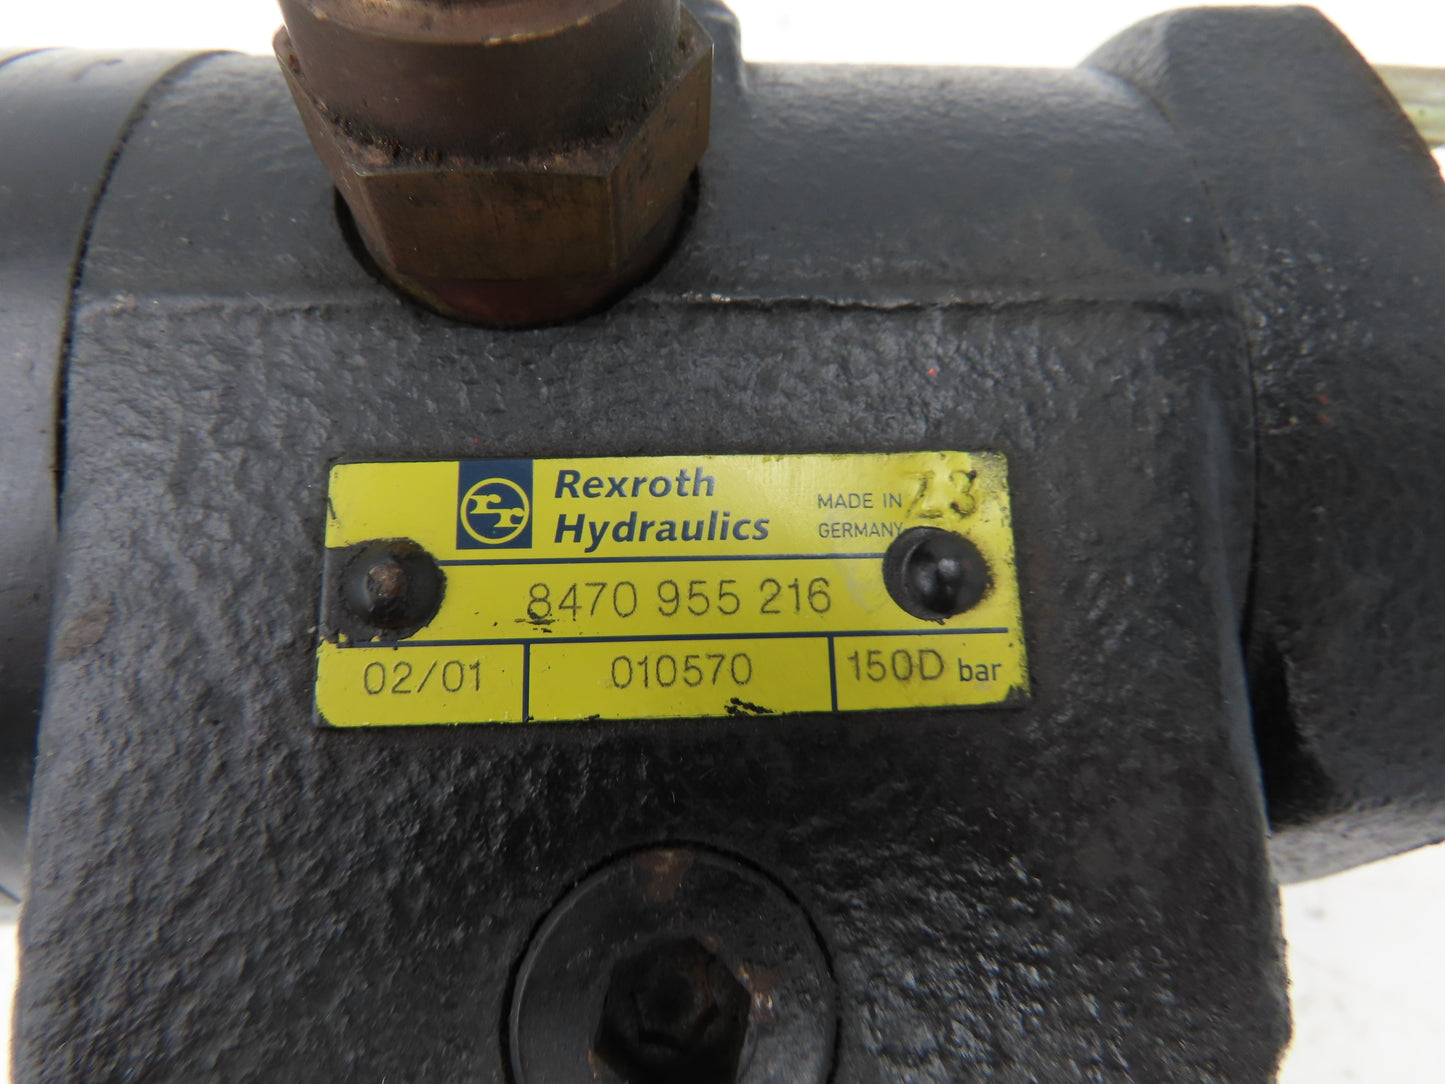 Rexroth
Hydraulics
MADE IN
GERMANY
23
8470 955 216
02/01 010570 150D bar